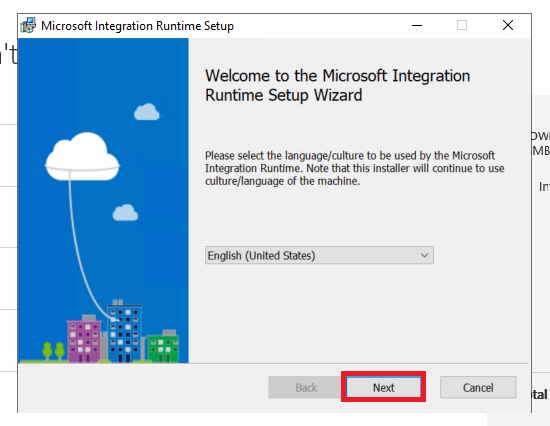 Microsoft Integration Runtime Setup
Welcome to the Microsoft Integration
Runtime Setup Wizard
Please select the language/culture to be used by the Microsoft
Integration Runtime. Note that this installer will continue to use
culture/language of the machine.
English (United States)
Back
Next
Cancel